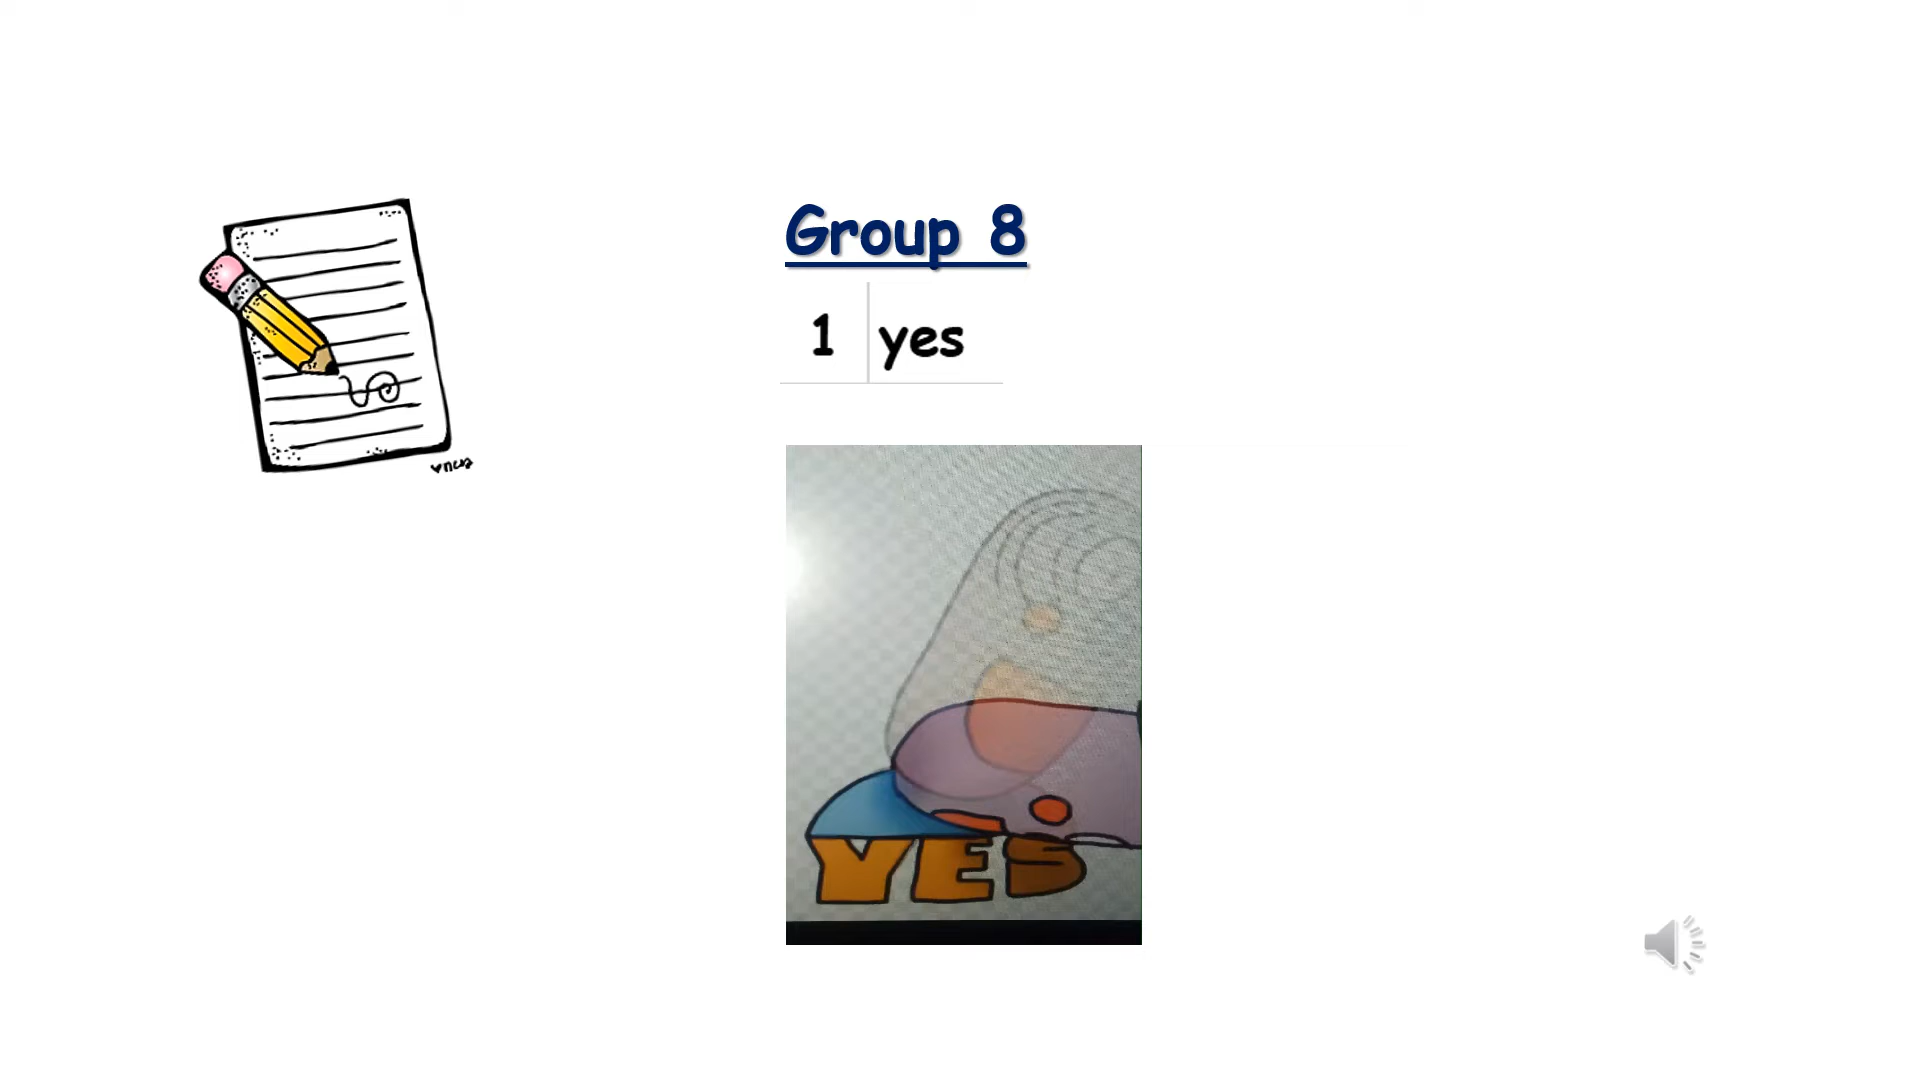 Group 8
1 yes
YES